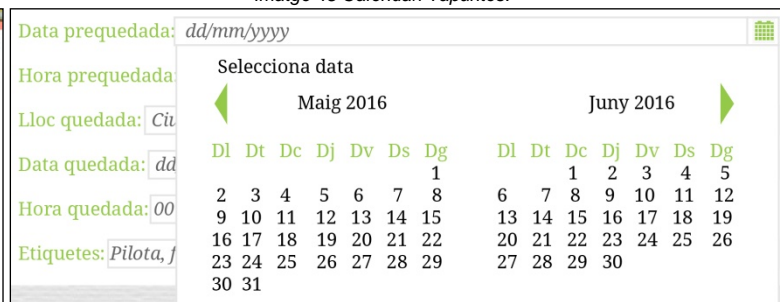 Data prequedada: dd/mm/yyyy
Hora prequedada:
Lloc quedada:
Data quedada: dd
Hora quedada: 00
Etiquetes: Pilota, f
Selecciona data
Maig 2016
Dl Dt Dc Dj Dv Ds Dg
1
2 3 4 5 6 7 8
9 10 11 12 13 14 15
16 17 18 19 20 21 22
23 24 25 26 27 28 29
30 31
Juny 2016
Dl Dt Dc Dj Dv Ds Dg
1 2 3 4 5
6 7 8 9 10 11 12
13 14 15 16 17 18 19
20 21 22 23 24 25 26
27 28 29 30